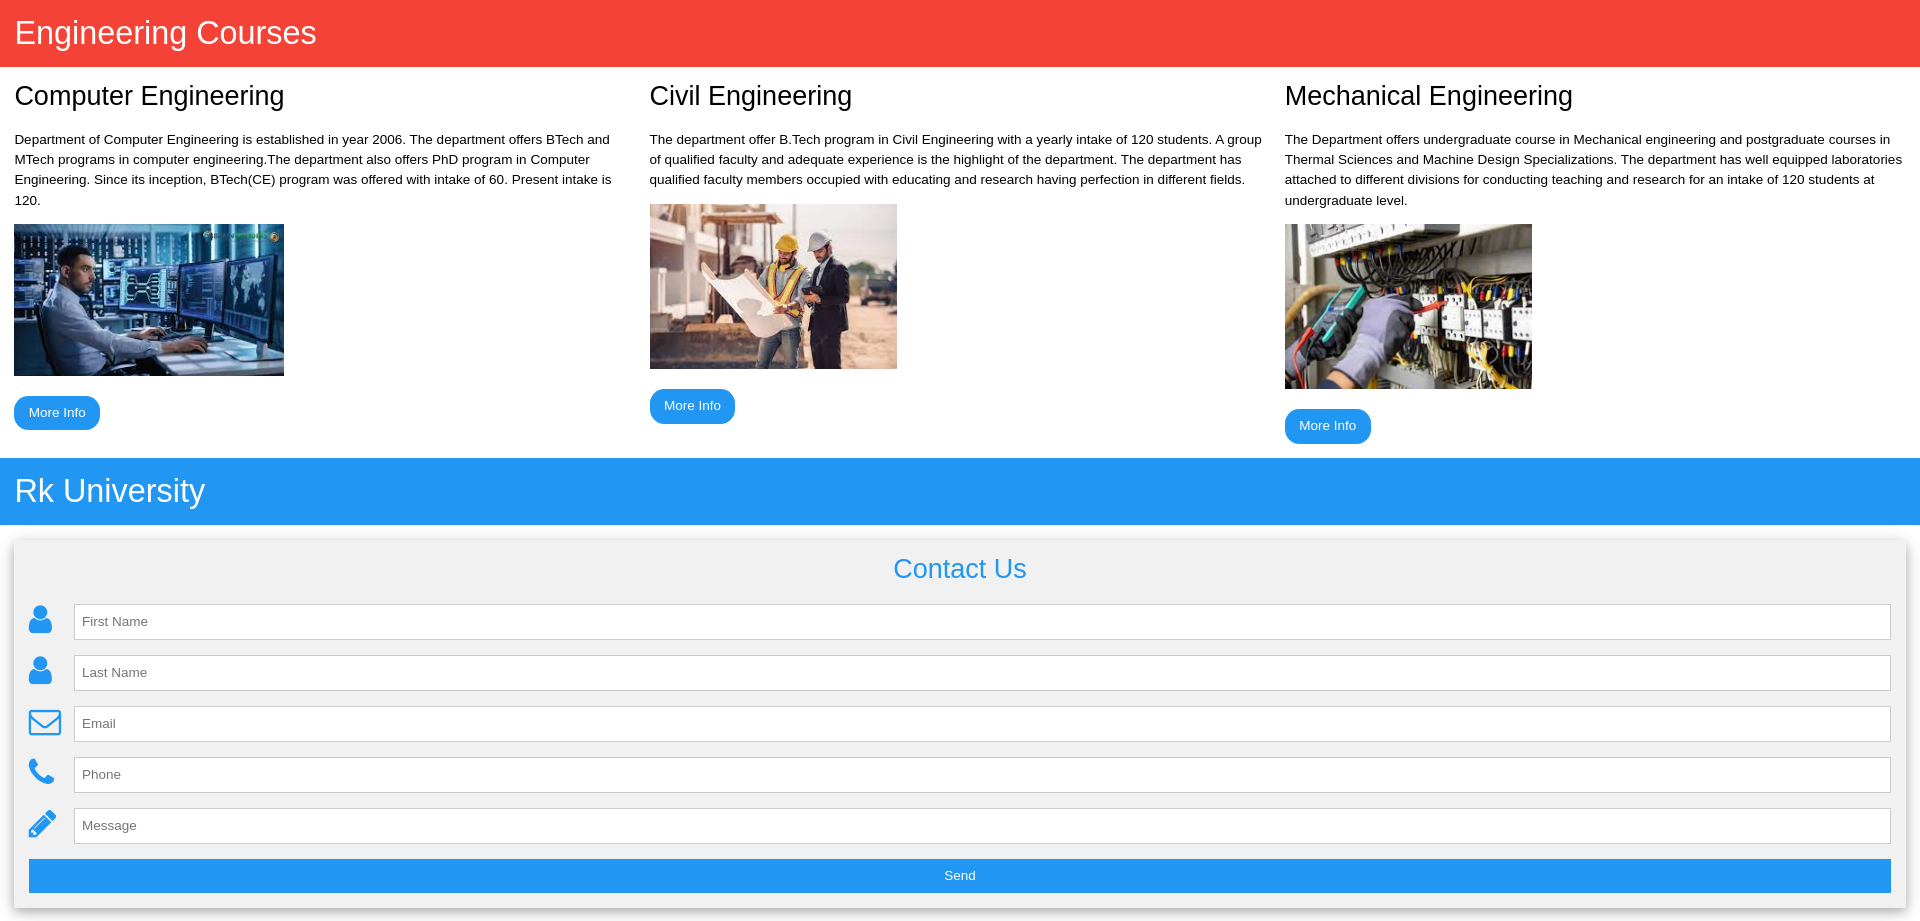 Engineering Courses
Computer Engineering
Department of Computer Engineering is established in year 2006. The department offers BTech and
MTech programs in computer engineering.The department also offers PhD program in Computer
Engineering. Since its inception, BTech(CE) program was offered with intake of 60. Present intake is
120.
More Info
Civil Engineering
The department offer B.Tech program in Civil Engineering with a yearly intake of 120 students. A group
of qualified faculty and adequate experience is the highlight of the department. The department has
qualified faculty members occupied with educating and research having perfection in different fields.
More Info
Mechanical Engineering
The Department offers undergraduate course in Mechanical engineering and postgraduate courses in
Thermal Sciences and Machine Design Specializations. The department has well equipped laboratories
attached to different divisions for conducting teaching and research for an intake of 120 students at
undergraduate level.
More Info
Rk University
Contact Us
First Name
Last Name
Email
Phone
Message
Send